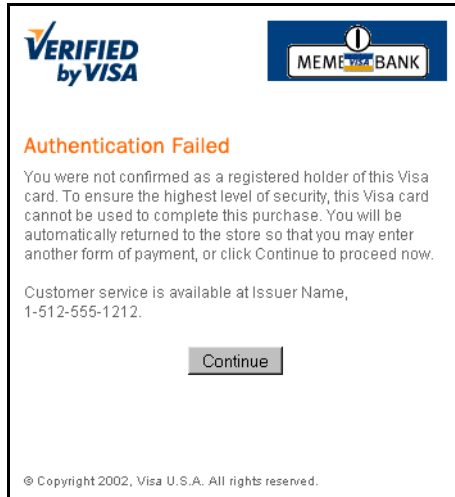 VERIFIED
by VISA
MEMBER BANK
VISA
Authentication Failed
You were not confirmed as a registered holder of this Visa
card. To ensure the highest level of security, this Visa card
cannot be used to complete this purchase. You will be
automatically returned to the store so that you may enter
another form of payment, or click Continue to proceed now.
Customer service is available at Issuer Name,
1-512-555-1212.
Continue
© Copyright 2002, Visa U.S.A. All rights reserved.